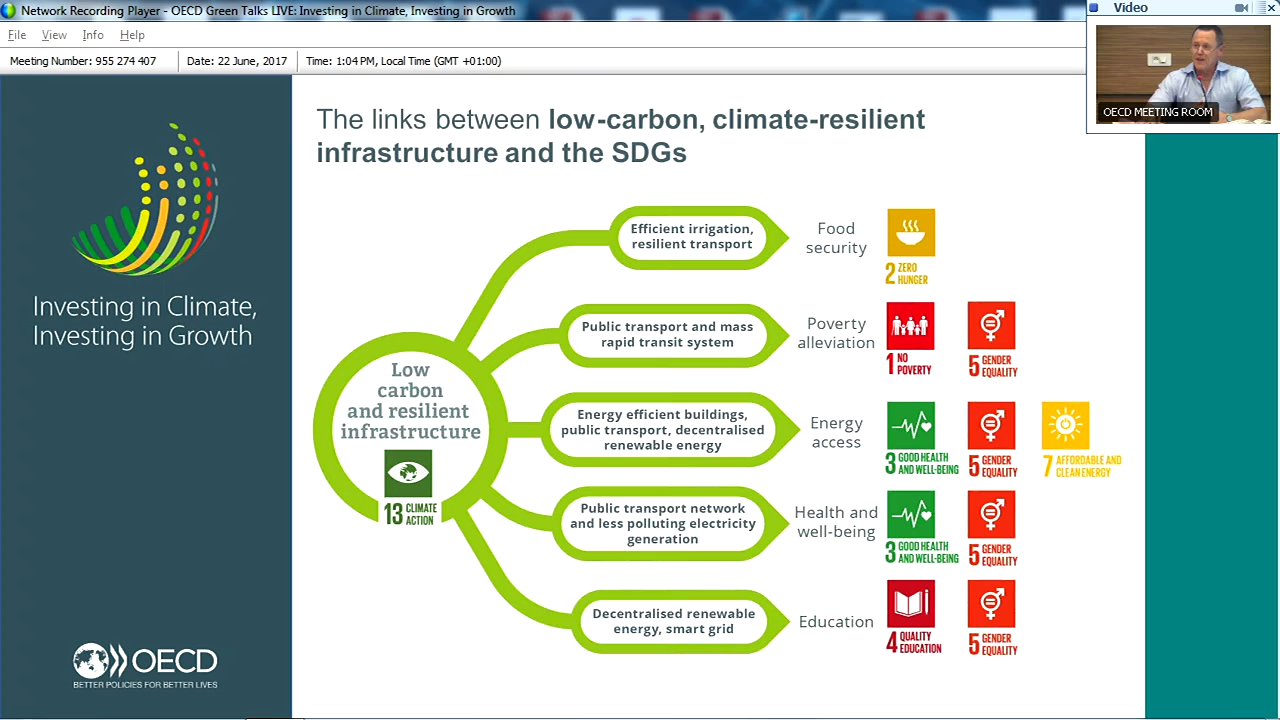 Network Recording Player - OECD Green Talks LIVE: Investing in Climate, Investing in Growth
File View Info Help
Meeting Number: 955 274 407
Date: 22 June, 2017
Time: 1:04 PM, Local Time (GMT +01:00)
Video
OECD MEETING ROOM
Investing in Climate,
Investing in Growth
OECD
BETTER POLICIES FOR BETTER LIVES
The links between low-carbon, climate-resilient
infrastructure and the SDGs
Low
carbon
and resilient
infrastructure
13 CLIMATE
ACTION
Efficient irrigation,
resilient transport
Food
security
2 ZERO
HUNGER
Public transport and mass
rapid transit system
Poverty
alleviation
1 NO
POVERTY
5 GENDER
EQUALITY
Energy efficient buildings,
public transport, decentralised
renewable energy
Energy
access
3 GOOD HEALTH
AND WELL-BEING
5 GENDER
EQUALITY
7 AFFORDABLE AND
CLEAN ENERGY
Public transport network
and less polluting electricity
generation
Health and
well-being
3 GOOD HEALTH
AND WELL-BEING
5 GENDER
EQUALITY
Decentralised renewable
energy, smart grid
Education
4 QUALITY
EDUCATION
5 GENDER
EQUALITY